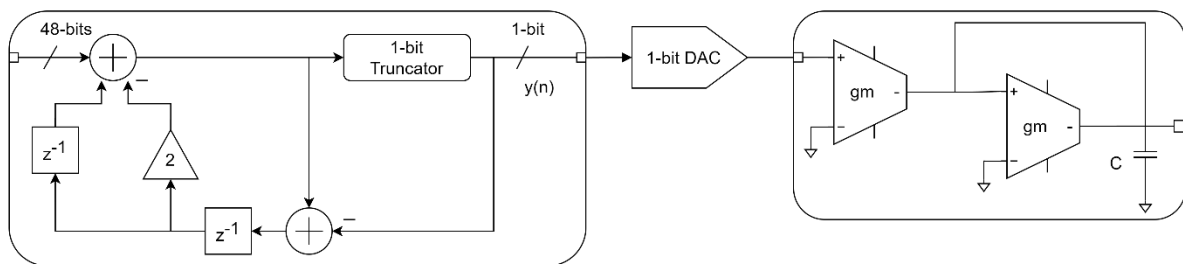 48-bits
1-bit
Truncator
1-bit
y(n)
1-bit DAC
+
gm
-
−
+
gm
-
−
C
−
z-1
2
z-1
−